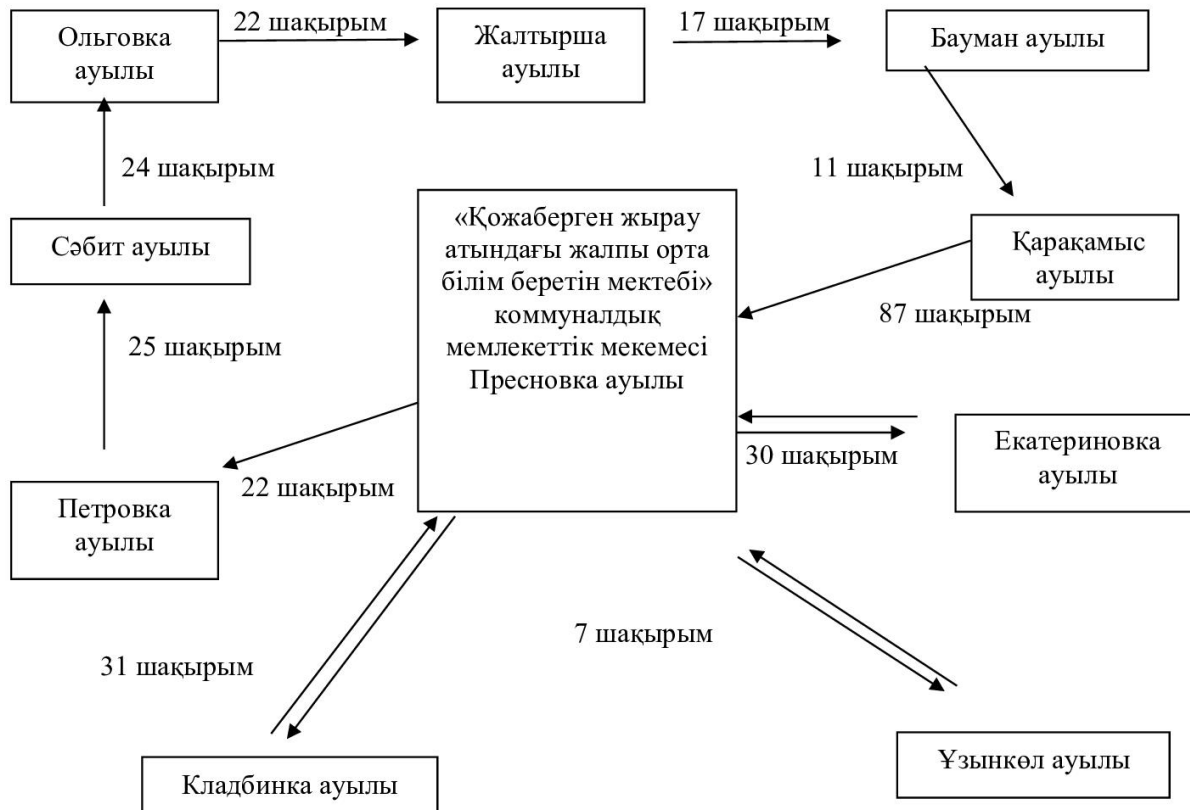 Ольговка
ауылы
22 шақырым
Жалтырша
ауылы
17 шақырым
Бауман ауылы
24 шақырым
11 шақырым
Сәбит ауылы
«Қожаберген жырау
атындағы жалпы орта
білім беретін мектебі»
коммуналдық
мемлекеттік мекемесі
Пресновка ауылы
Қарақамыс
ауылы
87 шақырым
25 шақырым
30 шақырым
Екатериновка
ауылы
22 шақырым
Петровка
ауылы
7 шақырым
31 шақырым
Кладбинка ауылы
Ұзынкөл ауылы